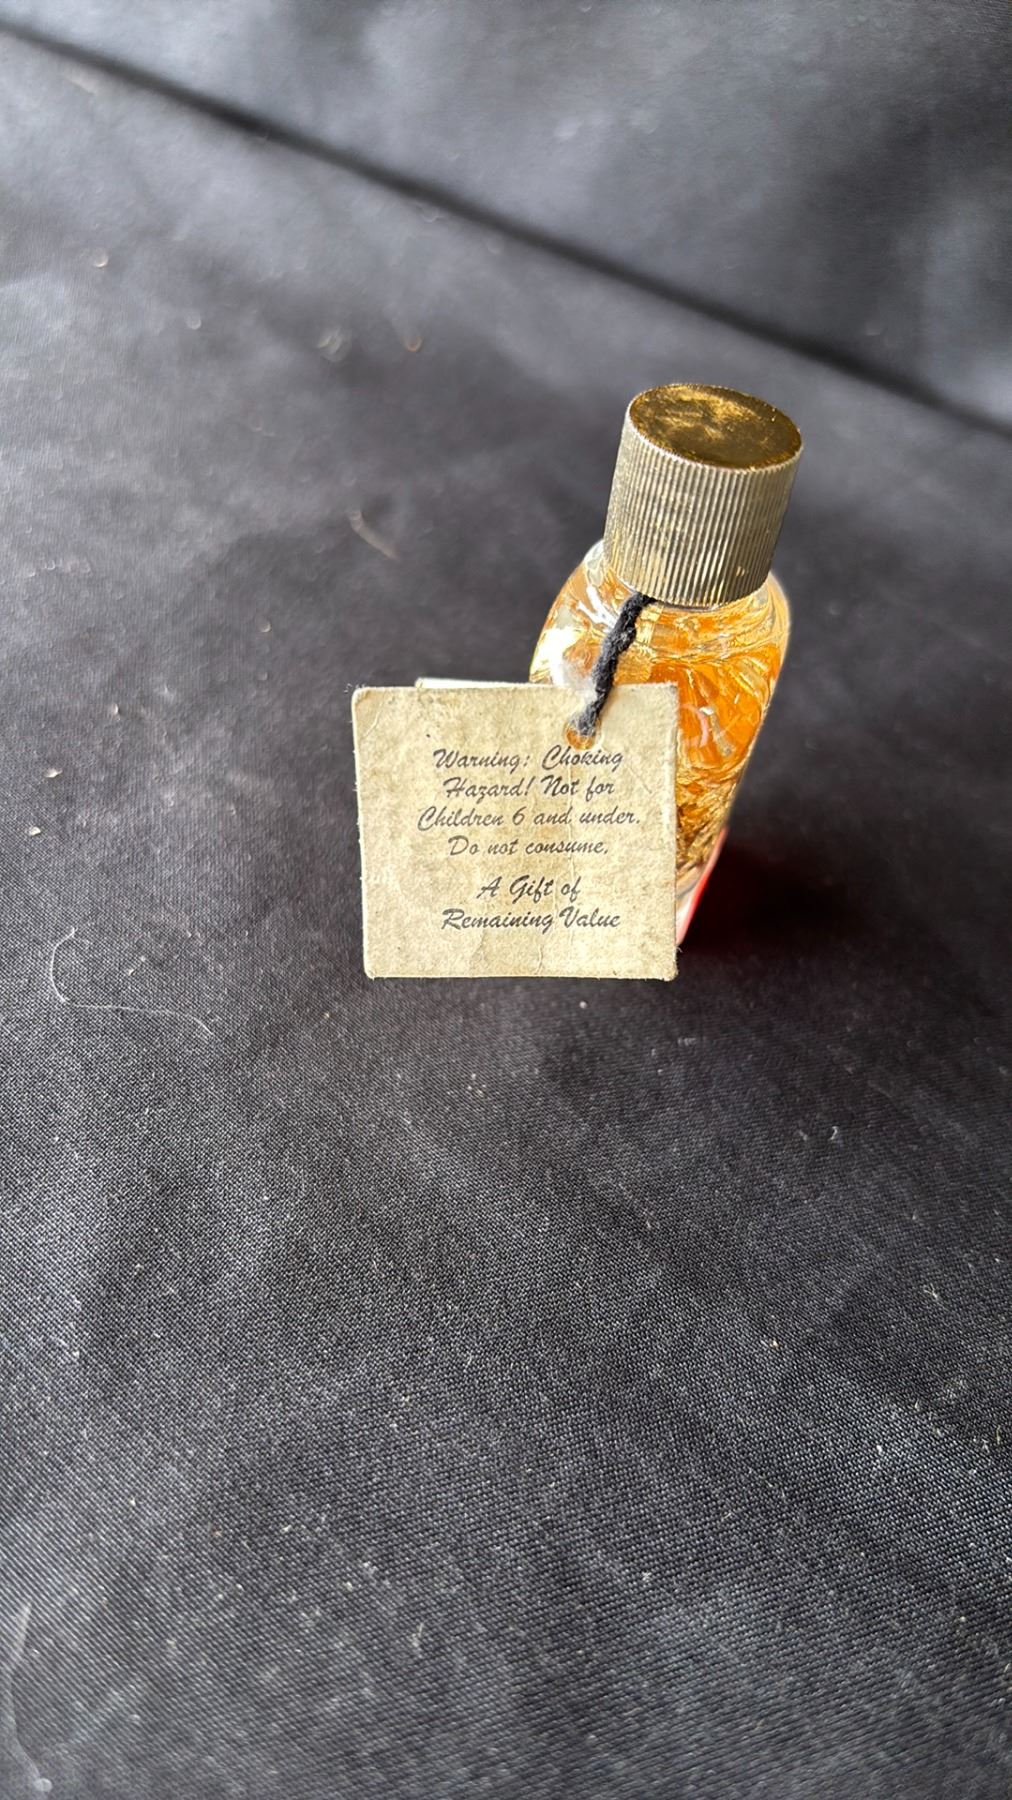 Warning: Choking
Hazard! Not for
Children 6 and under.
Do not consume.
A Gift of
Remaining Value